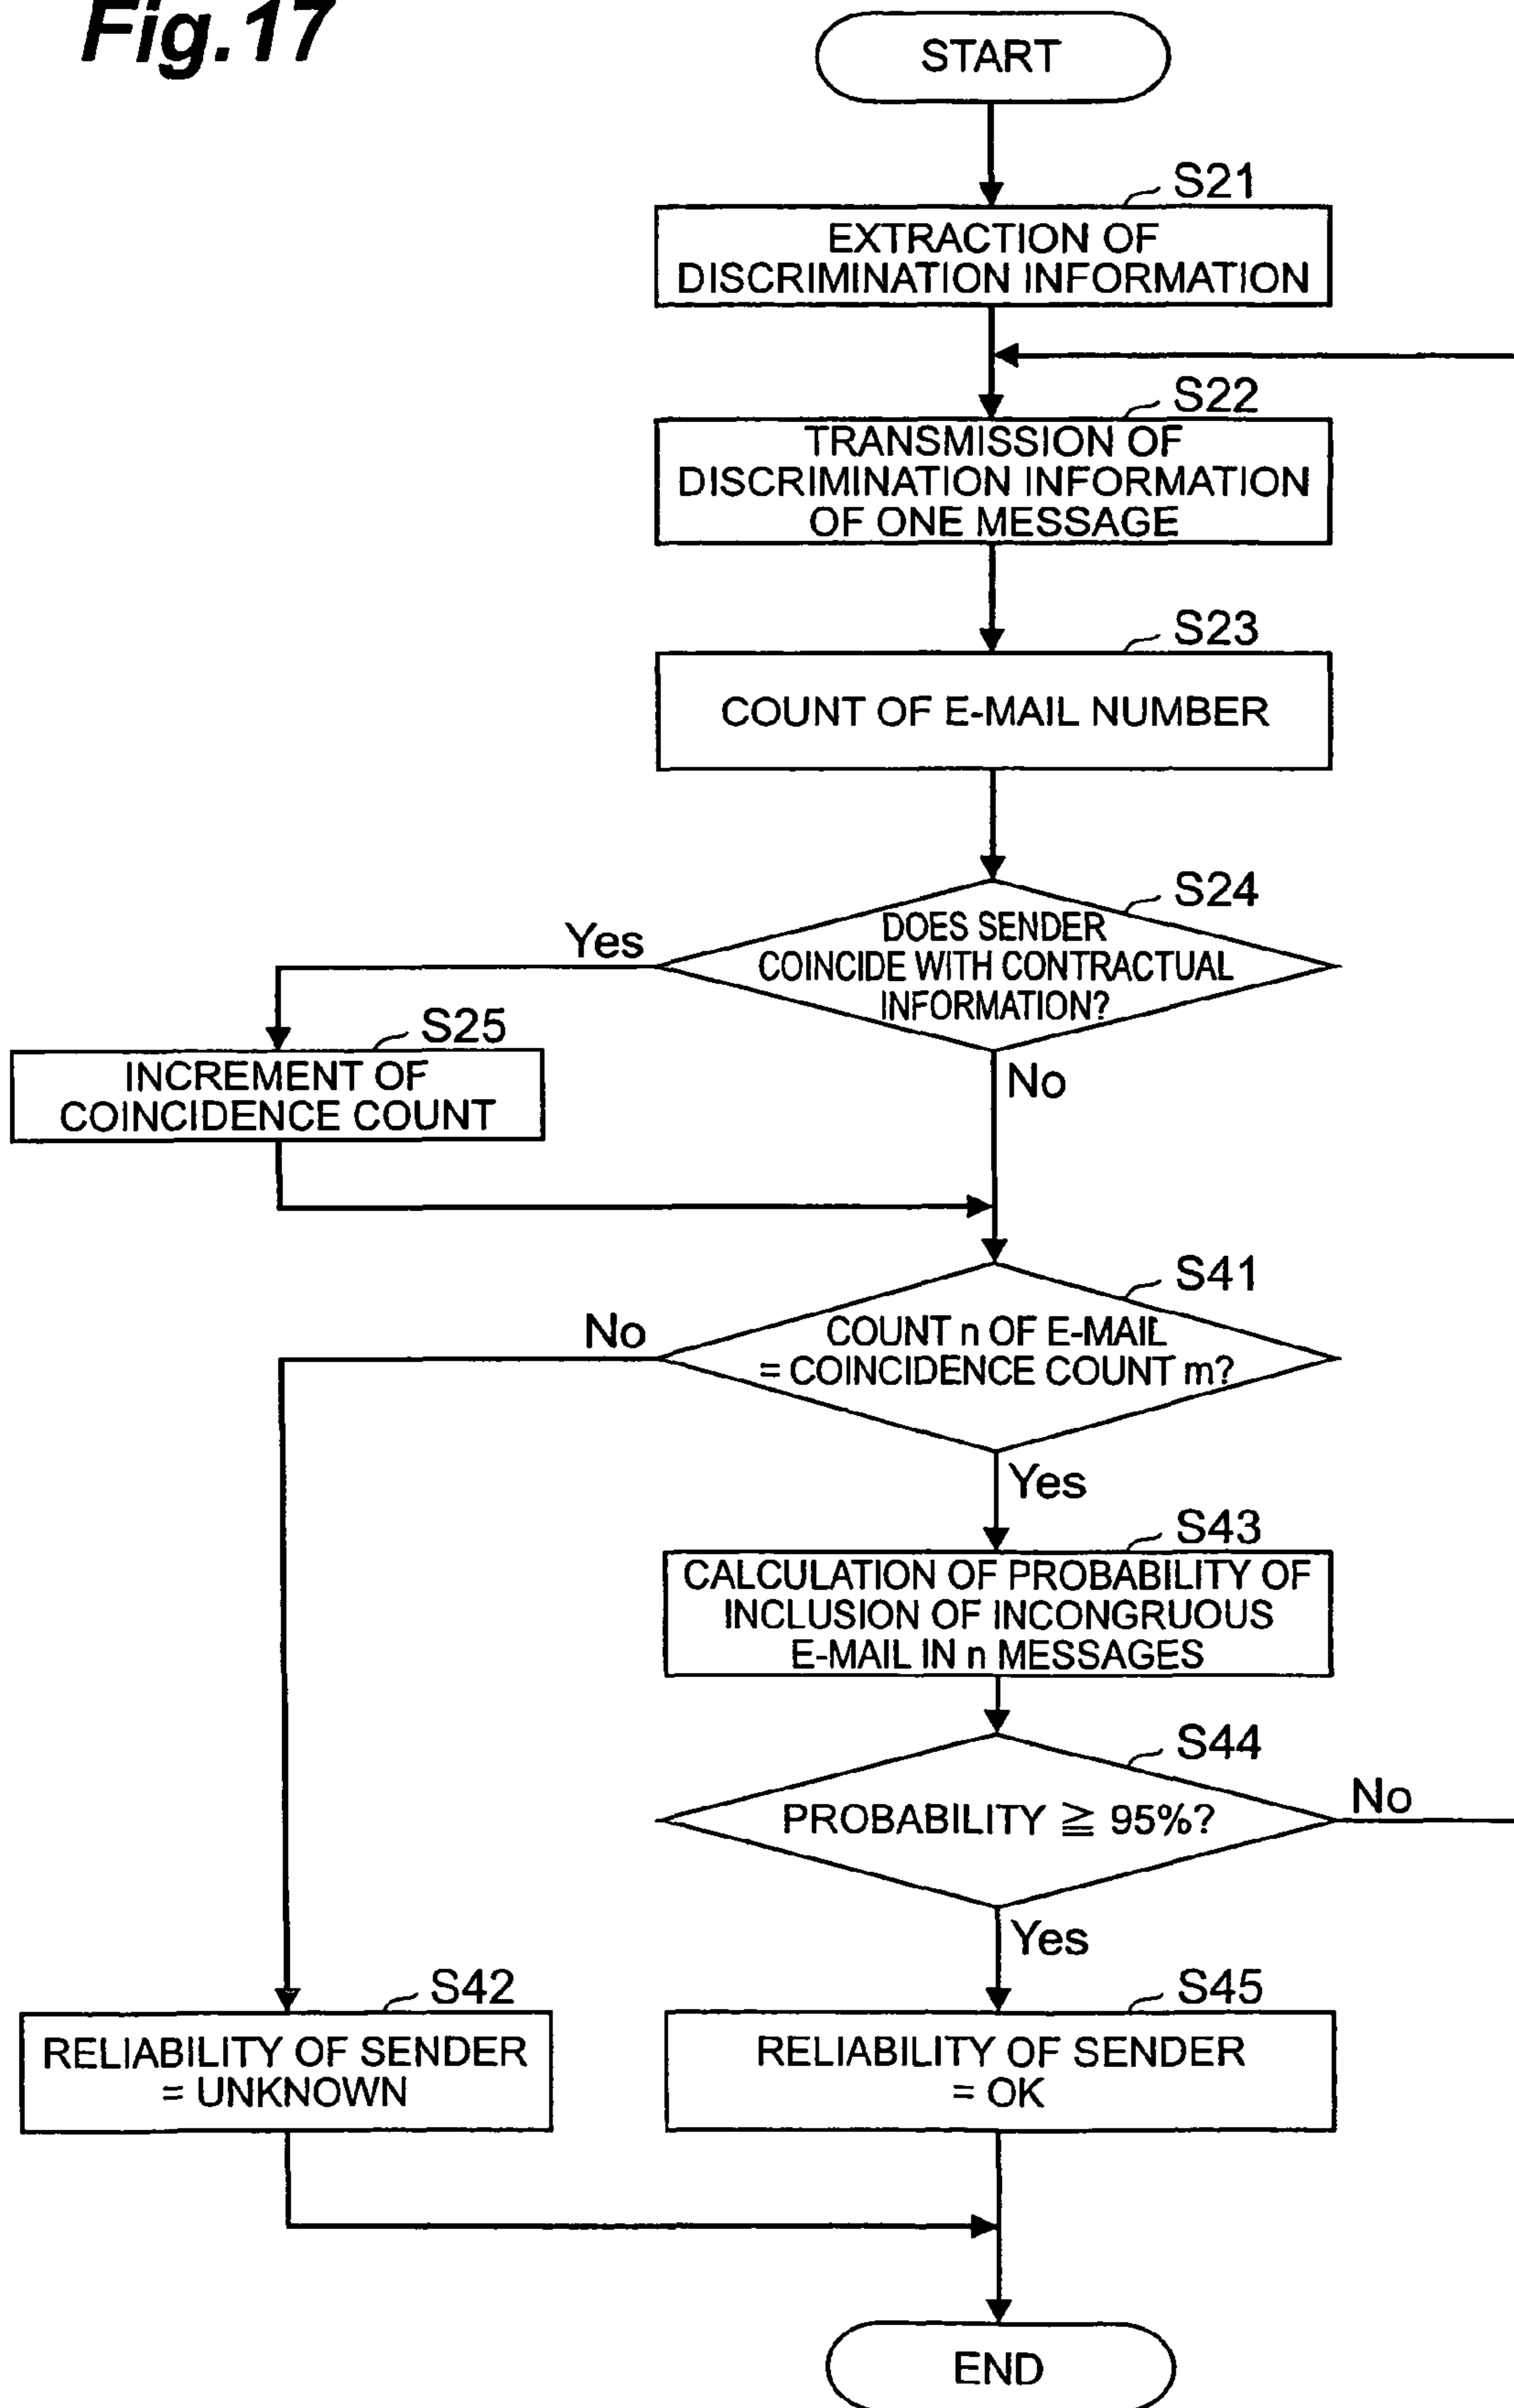 Fig.17
START
S21
EXTRACTION OF
DISCRIMINATION INFORMATION
S22
TRANSMISSION OF
DISCRIMINATION INFORMATION
OF ONE MESSAGE
S23
COUNT OF E-MAIL NUMBER
S24
DOES SENDER
COINCIDE WITH CONTRACTUAL
INFORMATION?
Yes
S25
INCREMENT OF
COINCIDENCE COUNT
No
S41
COUNT n OF E-MAIL
= COINCIDENCE COUNT m?
No
Yes
S43
CALCULATION OF PROBABILITY OF
INCLUSION OF INCONGRUOUS
E-MAIL IN n MESSAGES
S44
PROBABILITY ≧ 95%?
No
Yes
S42
RELIABILITY OF SENDER
= UNKNOWN
S45
RELIABILITY OF SENDER
= OK
END